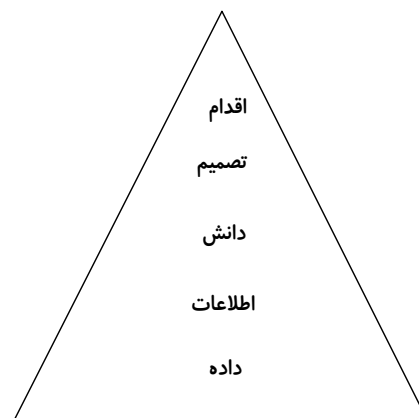 اقدام
تصمیم
دانش
اطلاعات
داده